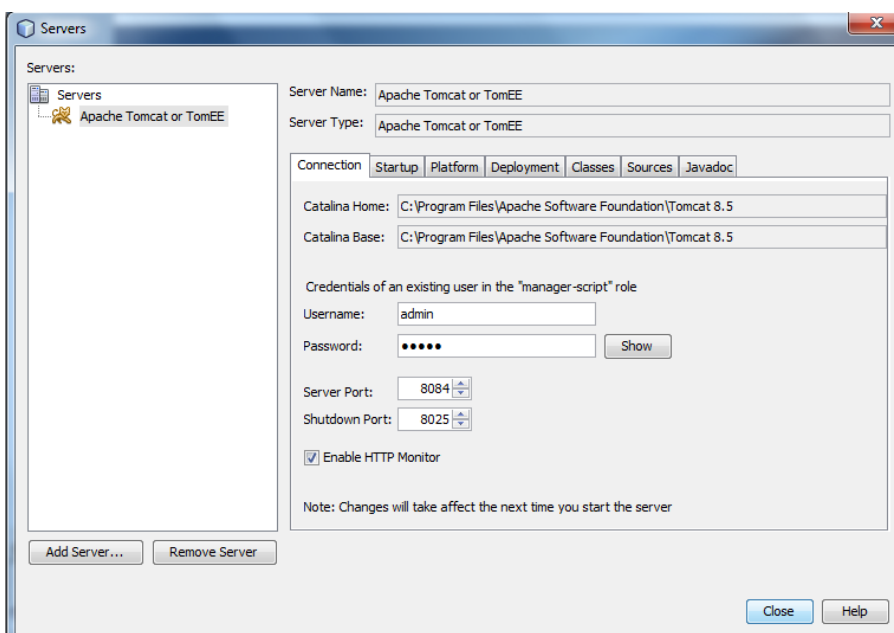 Servers
Servers:
Servers
Apache Tomcat or TomEE
Server Name: Apache Tomcat or TomEE
Server Type: Apache Tomcat or TomEE
Connection Startup Platform Deployment Classes Sources Javadoc
Catalina Home: C:\Program Files\Apache Software Foundation\Tomcat 8.5
Catalina Base: C:\Program Files\Apache Software Foundation\Tomcat 8.5
Credentials of an existing user in the "manager-script" role
Username: admin
Password: ●●●●● Show
Server Port: 8084
Shutdown Port: 8025
Enable HTTP Monitor
Note: Changes will take affect the next time you start the server
Add Server... Remove Server
Close Help